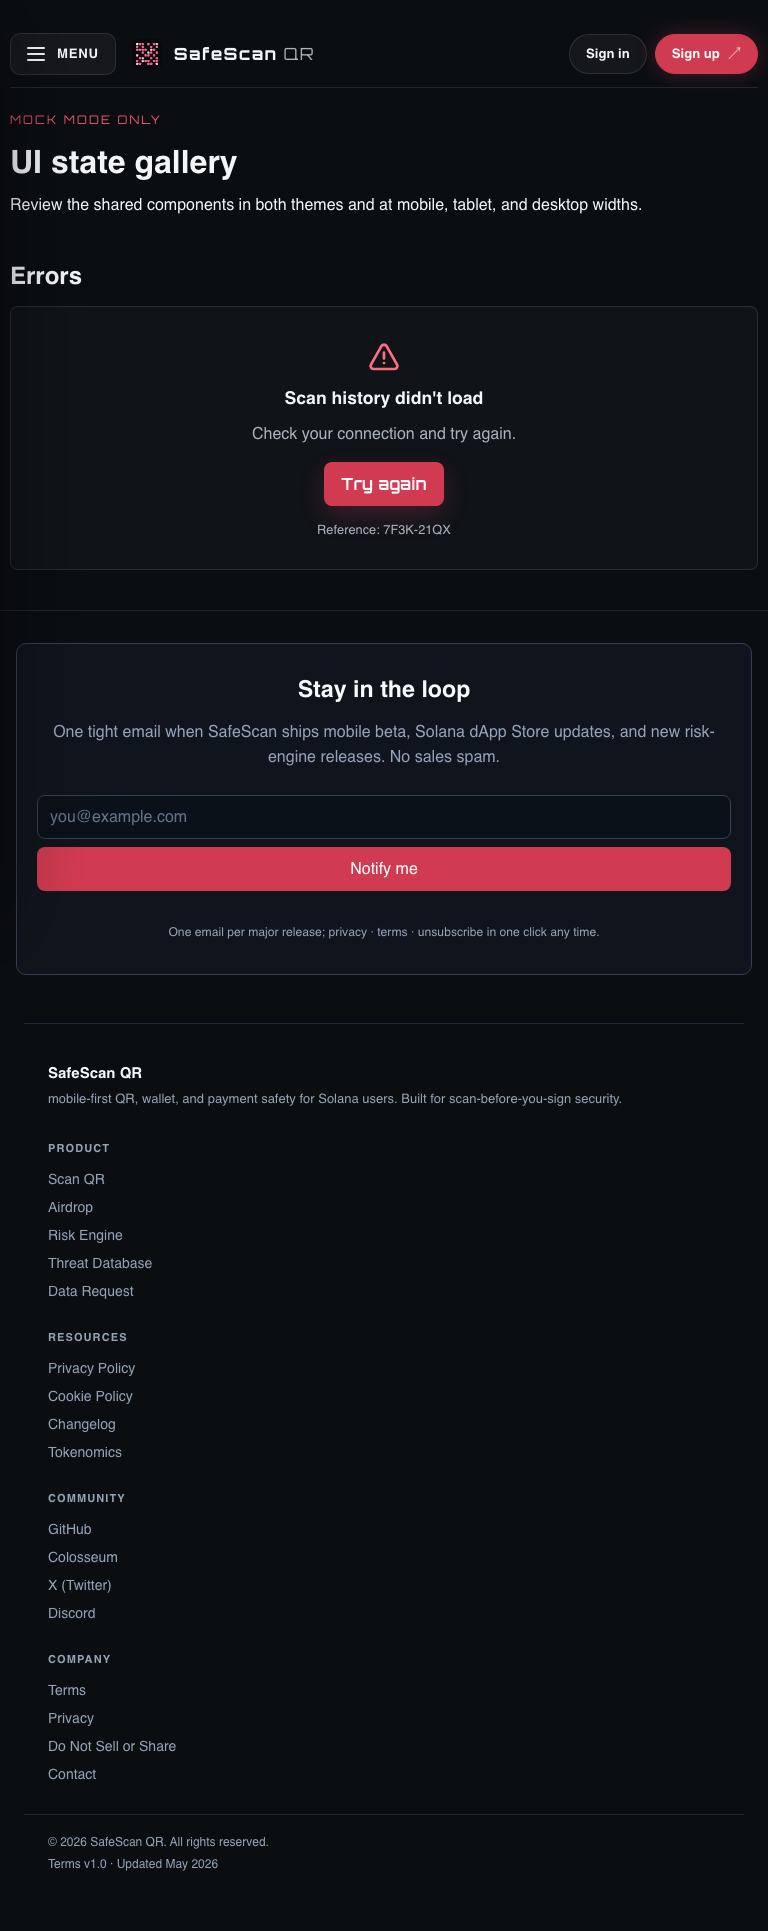 MENU
SafeScan QR
Sign in
Sign up ↗
MOCK MODE ONLY
UI state gallery
Review the shared components in both themes and at mobile, tablet, and desktop widths.
Errors
Scan history didn't load
Check your connection and try again.
Try again
Reference: 7F3K-21QX
Stay in the loop
One tight email when SafeScan ships mobile beta, Solana dApp Store updates, and new risk-
engine releases. No sales spam.
you@example.com
Notify me
One email per major release; privacy · terms · unsubscribe in one click any time.
SafeScan QR
mobile-first QR, wallet, and payment safety for Solana users. Built for scan-before-you-sign security.
PRODUCT
Scan QR
Airdrop
Risk Engine
Threat Database
Data Request
RESOURCES
Privacy Policy
Cookie Policy
Changelog
Tokenomics
COMMUNITY
GitHub
Colosseum
X (Twitter)
Discord
COMPANY
Terms
Privacy
Do Not Sell or Share
Contact
© 2026 SafeScan QR. All rights reserved.
Terms v1.0 · Updated May 2026